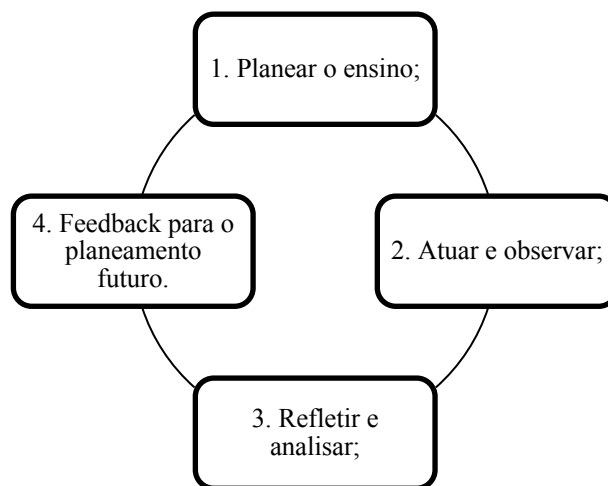 1. Planear o ensino;
2. Atuar e observar;
3. Refletir e
analisar;
4. Feedback para o
planeamento
futuro.